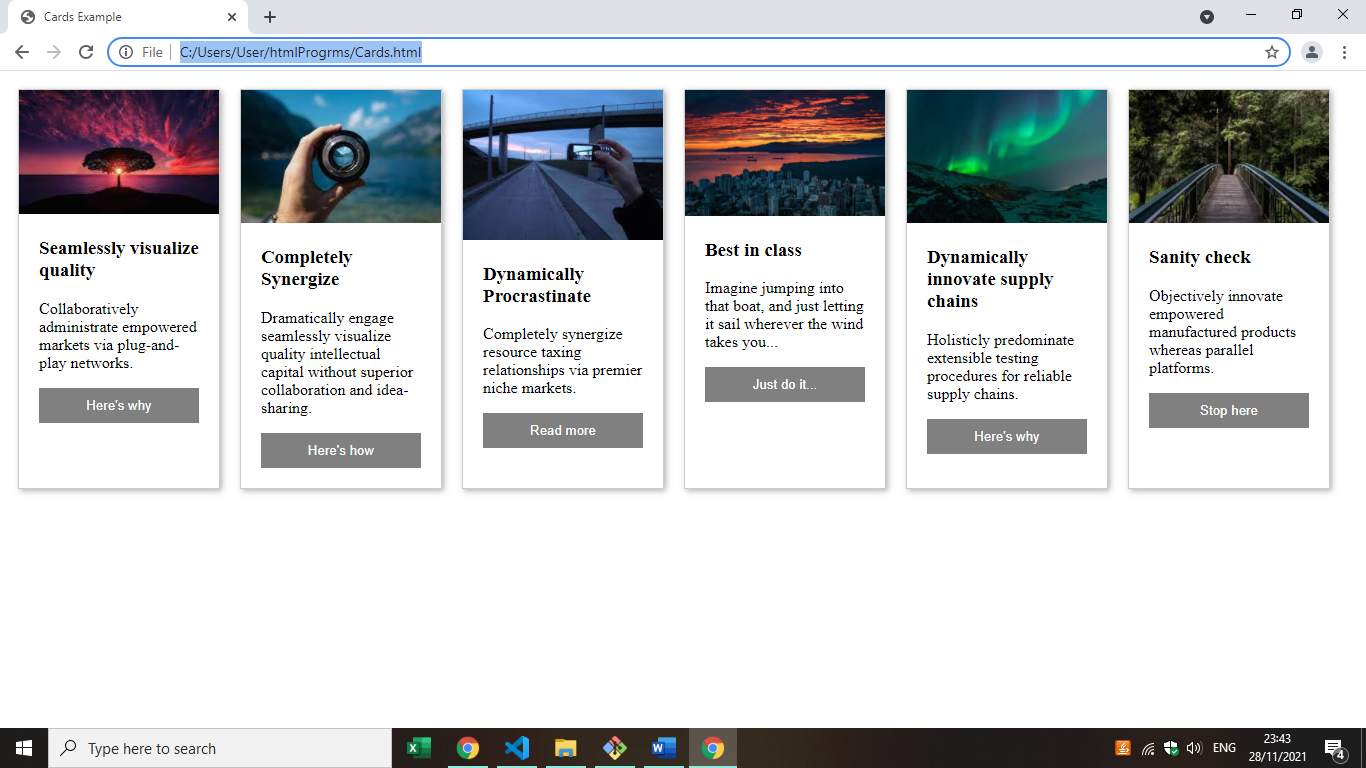 Cards Example
File
C:/Users/User/htmlProgrms/Cards.html
Seamlessly visualize
quality
Collaboratively
administrate empowered
markets via plug-and-
play networks.
Here's why
Completely
Synergize
Dramatically engage
seamlessly visualize
quality intellectual
capital without superior
collaboration and idea-
sharing.
Here's how
Dynamically
Procrastinate
Completely synergize
resource taxing
relationships via premier
niche markets.
Read more
Best in class
Imagine jumping into
that boat, and just letting
it sail wherever the wind
takes you...
Just do it...
Dynamically
innovate supply
chains
Holisticly predominate
extensible testing
procedures for reliable
supply chains.
Here's why
Sanity check
Objectively innovate
empowered
manufactured products
whereas parallel
platforms.
Stop here
Type here to search
ENG
23:43
28/11/2021
4